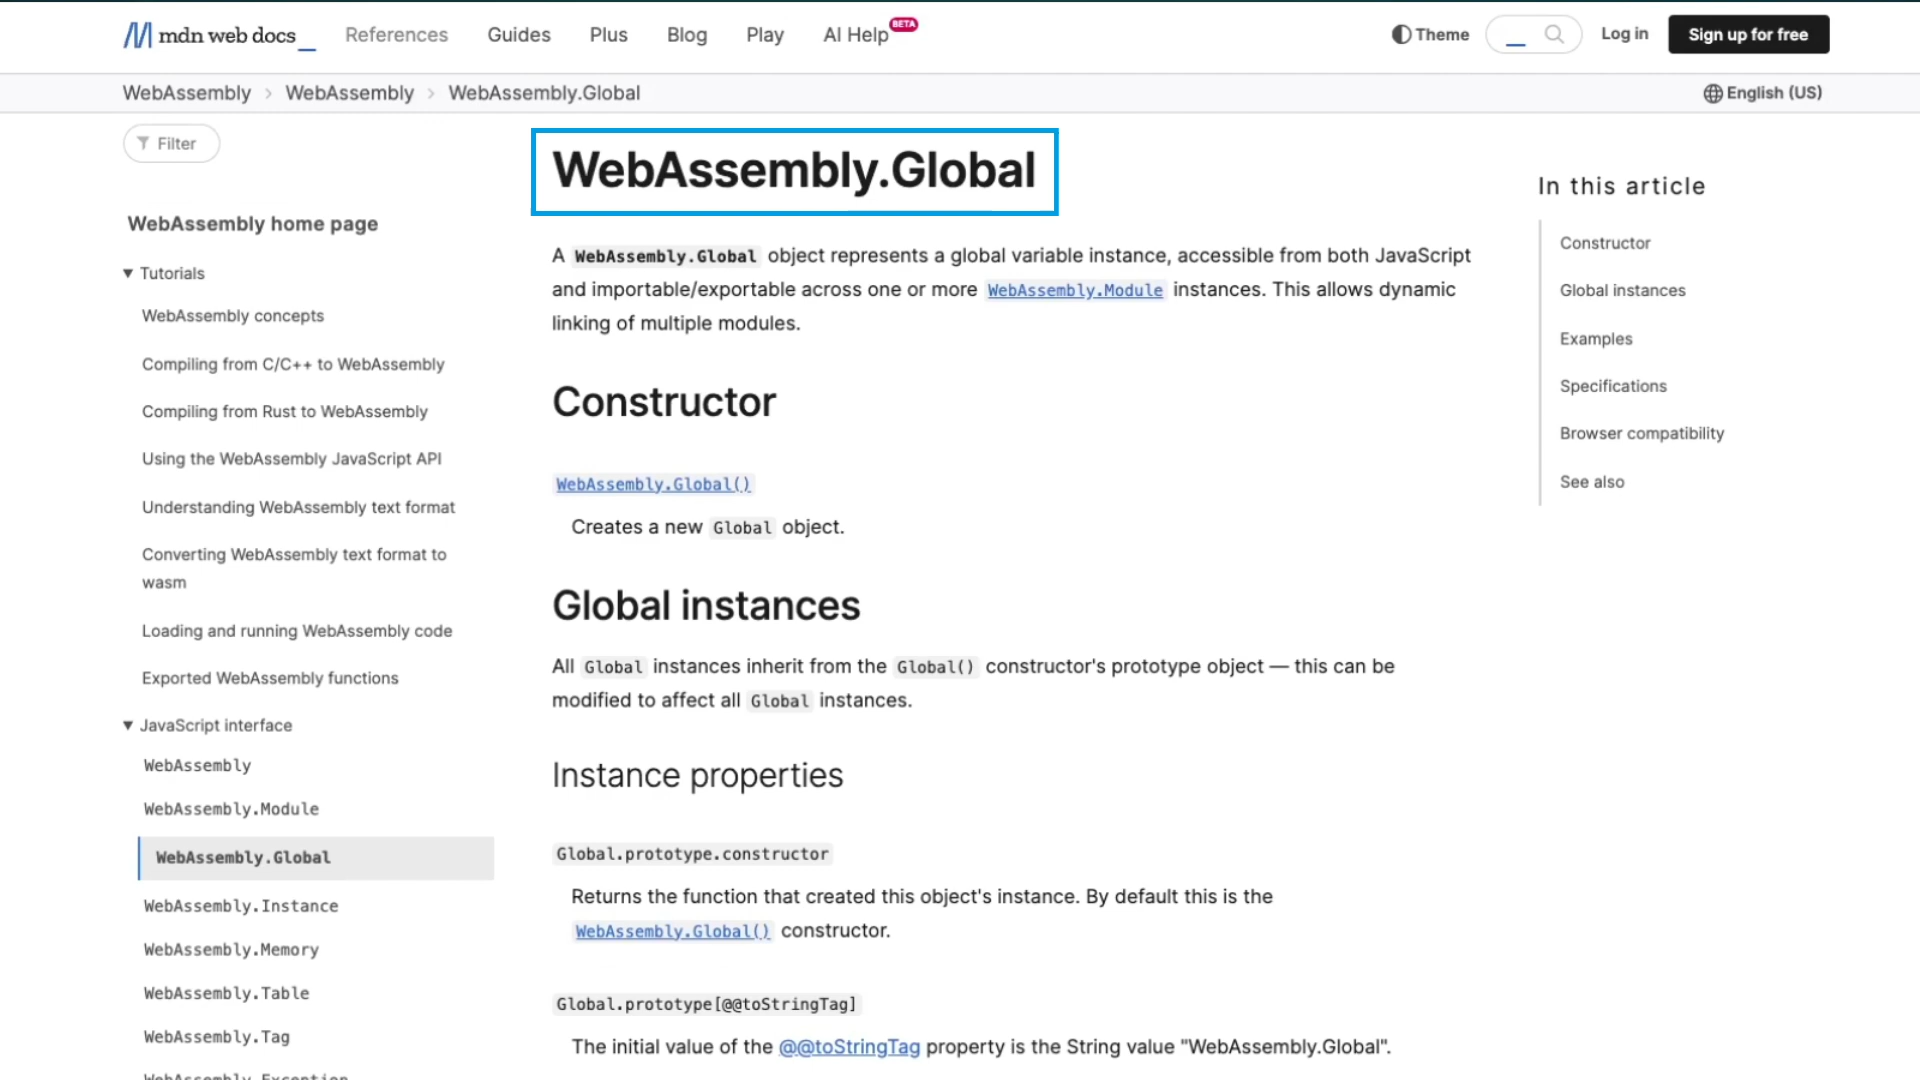 mdn web docs_
References
Guides
Plus
Blog
Play
AI Help
BETA
Theme
Log in
Sign up for free
WebAssembly
WebAssembly
WebAssembly.Global
English (US)
Filter
WebAssembly home page
Tutorials
WebAssembly concepts
Compiling from C/C++ to WebAssembly
Compiling from Rust to WebAssembly
Using the WebAssembly JavaScript API
Understanding WebAssembly text format
Converting WebAssembly text format to
wasm
Loading and running WebAssembly code
Exported WebAssembly functions
JavaScript interface
WebAssembly
WebAssembly.Module
WebAssembly.Global
WebAssembly.Instance
WebAssembly.Memory
WebAssembly.Table
WebAssembly.Tag
WebAssembly.Exception
WebAssembly.Global
A WebAssembly.Global object represents a global variable instance, accessible from both JavaScript
and importable/exportable across one or more WebAssembly.Module instances. This allows dynamic
linking of multiple modules.
Constructor
WebAssembly.Global()
Creates a new Global object.
Global instances
All Global instances inherit from the Global() constructor's prototype object — this can be
modified to affect all Global instances.
Instance properties
Global.prototype.constructor
Returns the function that created this object's instance. By default this is the
WebAssembly.Global() constructor.
Global.prototype[@@toStringTag]
The initial value of the @@toStringTag property is the String value "WebAssembly.Global".
In this article
Constructor
Global instances
Examples
Specifications
Browser compatibility
See also